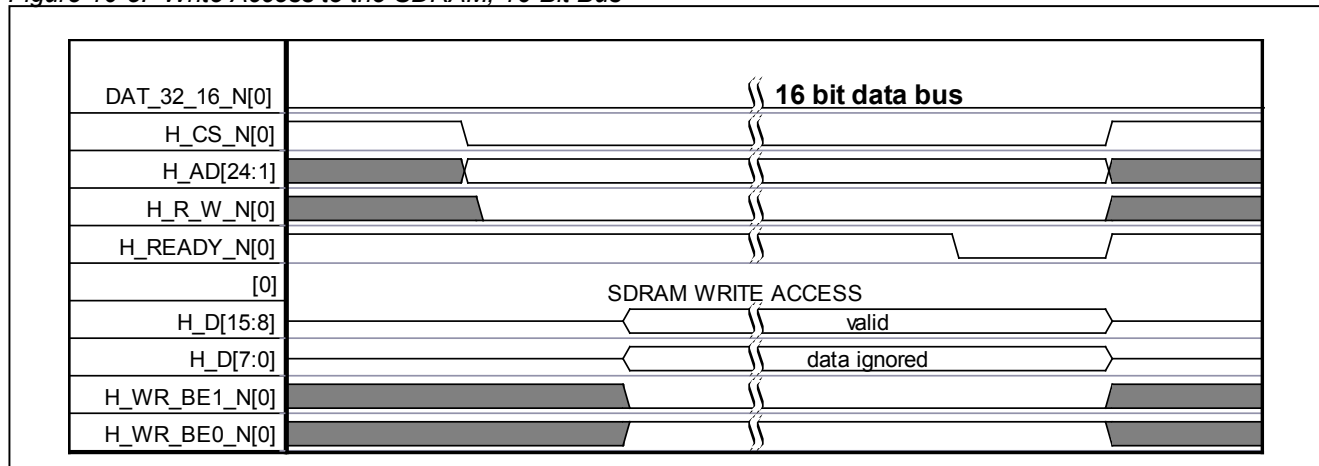 Figure 10-8. Write Access to the SDRAM, 16-Bit Bus
DAT_32_16_N[0] 16 bit data bus
H_CS_N[0]
H_AD[24:1]
H_R_W_N[0]
H_READY_N[0]
[0] SDRAM WRITE ACCESS
H_D[15:8] valid
H_D[7:0] data ignored
H_WR_BE1_N[0]
H_WR_BE0_N[0]